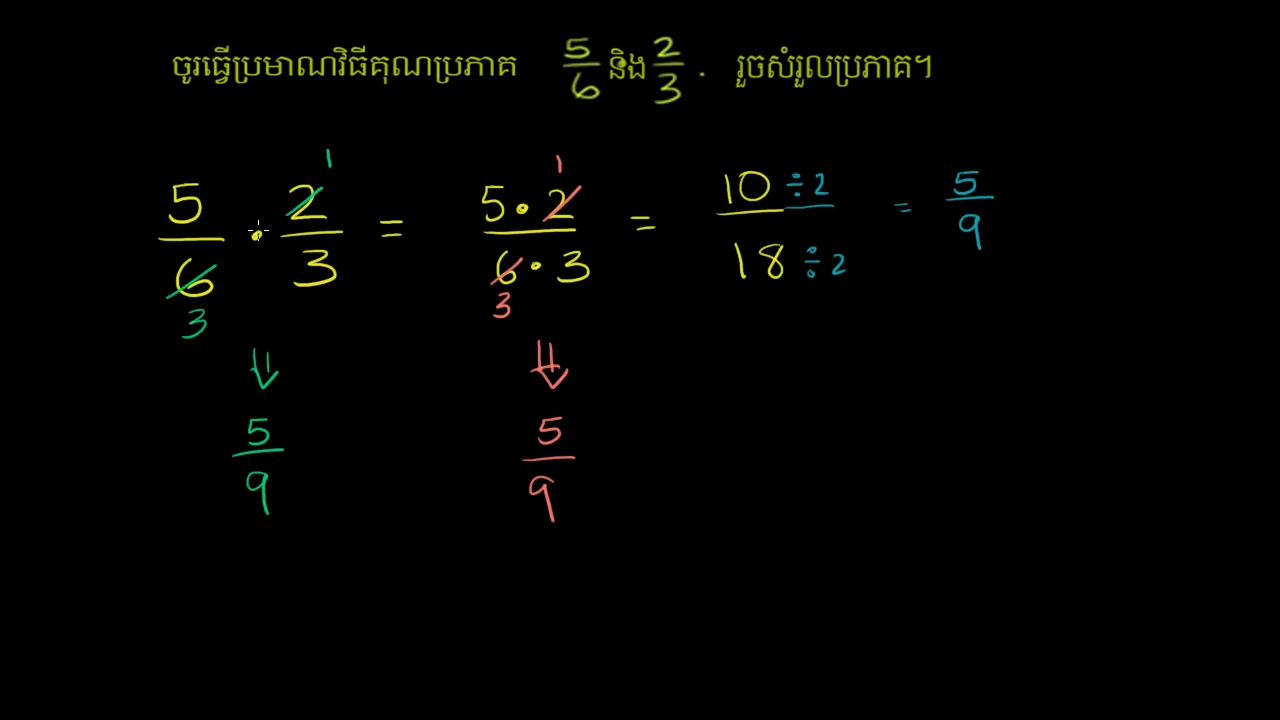 ចូរធ្វើប្រមាណវិធីគុណប្រភាគ 5/6 និង 2/3 . រួចសំរួលប្រភាគ។
5/6 · 2/3 = 5·2/6·3 = 10÷2/18÷2 = 5/9
1 1
3 3
⇓ ⇓
5/9 5/9